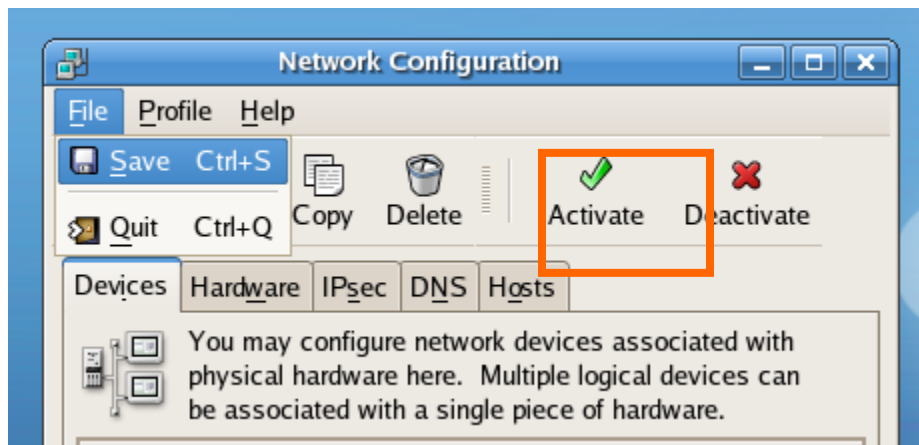 Network Configuration
File Profile Help
Save Ctrl+S
Quit Ctrl+Q
Copy Delete Activate Deactivate
Devices Hardware IPsec DNS Hosts
You may configure network devices associated with
physical hardware here. Multiple logical devices can
be associated with a single piece of hardware.